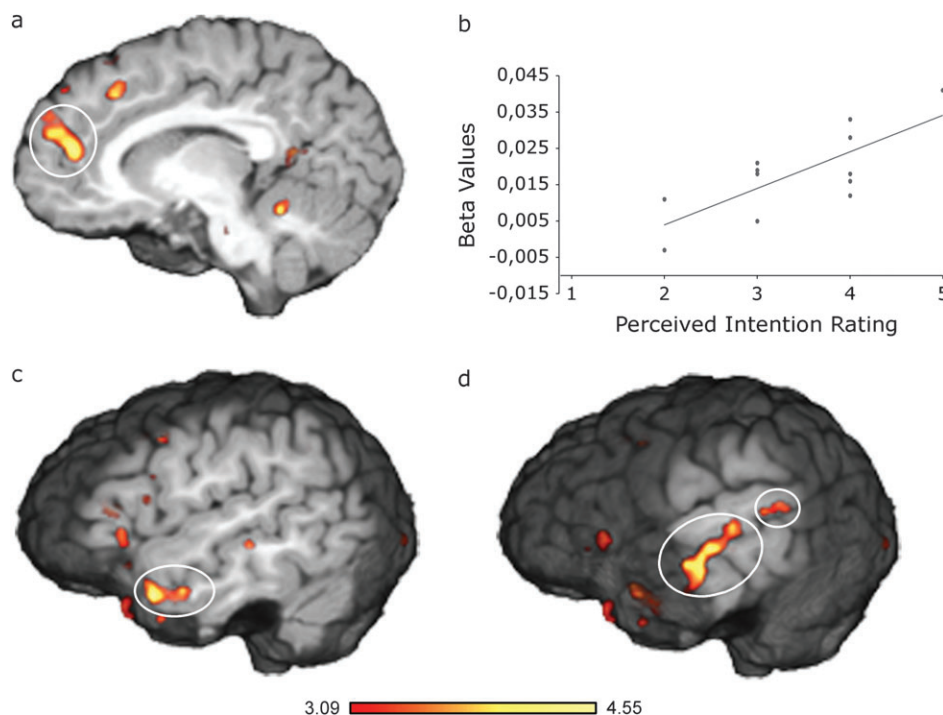 a
b
0,045
0,035
0,025
0,015
0,005
-0,005
-0,015
Beta Values
1 2 3 4 5
Perceived Intention Rating
c
d
3.09 4.55